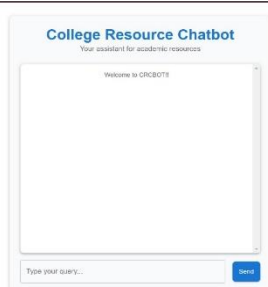 College Resource Chatbot
Your assistant for academic resources
Welcome to CRCBOT!!
Type your query...
Send